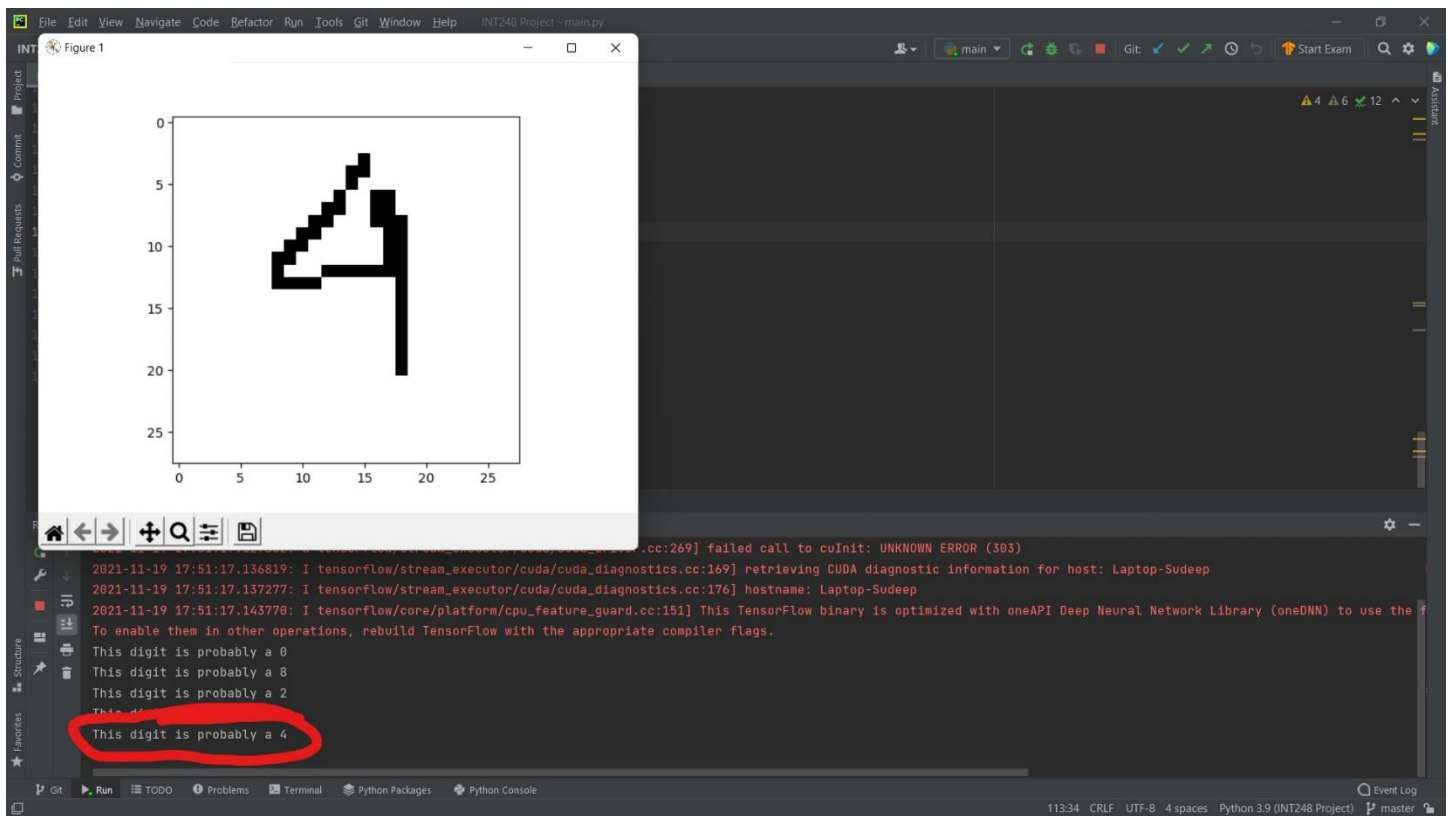 File Edit View Navigate Code Refactor Run Tools Git Window Help INT248 Project - main.py
Figure 1
main
Git:
Start Exam
4 6 12
Project
Commit
Pull Requests
Assistant
0
5
10
15
20
25
0 5 10 15 20 25
.cc:269] failed call to cuInit: UNKNOWN ERROR (303)
2021-11-19 17:51:17.136819: I tensorflow/stream_executor/cuda/cuda_diagnostics.cc:169] retrieving CUDA diagnostic information for host: Laptop-Sudeep
2021-11-19 17:51:17.137277: I tensorflow/stream_executor/cuda/cuda_diagnostics.cc:176] hostname: Laptop-Sudeep
2021-11-19 17:51:17.143770: I tensorflow/core/platform/cpu_feature_guard.cc:151] This TensorFlow binary is optimized with oneAPI Deep Neural Network Library (oneDNN) to use the
To enable them in other operations, rebuild TensorFlow with the appropriate compiler flags.
This digit is probably a 0
This digit is probably a 8
This digit is probably a 2
This digit is probably a 4
Structure
Favorites
Git Run TODO Problems Terminal Python Packages Python Console Event Log
113:34 CRLF UTF-8 4 spaces Python 3.9 (INT248 Project) master